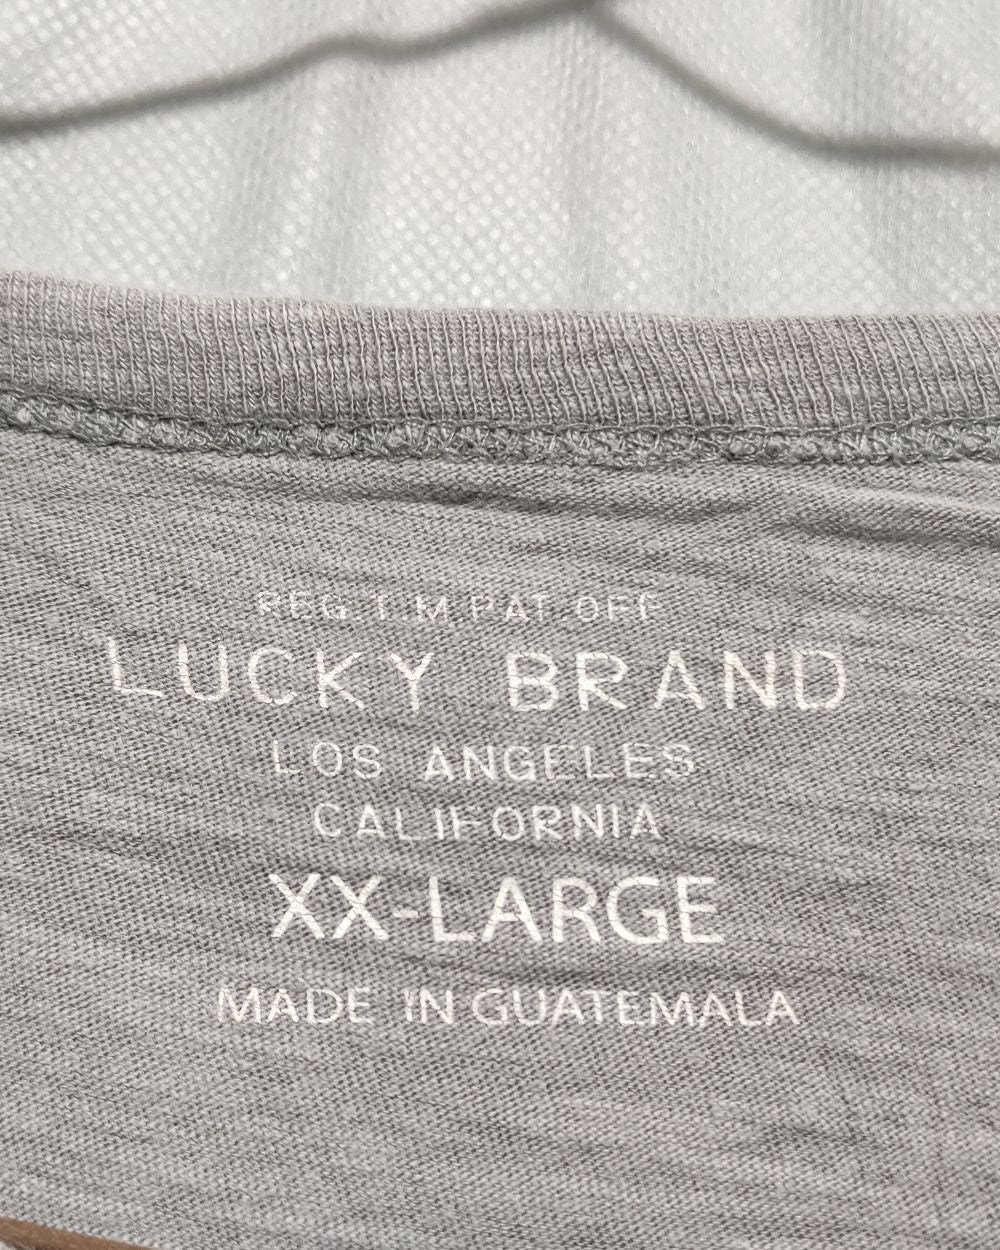 REG.T.M.PAT.OFF
LUCKY BRAND
LOS ANGELES
CALIFORNIA
XX-LARGE
MADE IN GUATEMALA